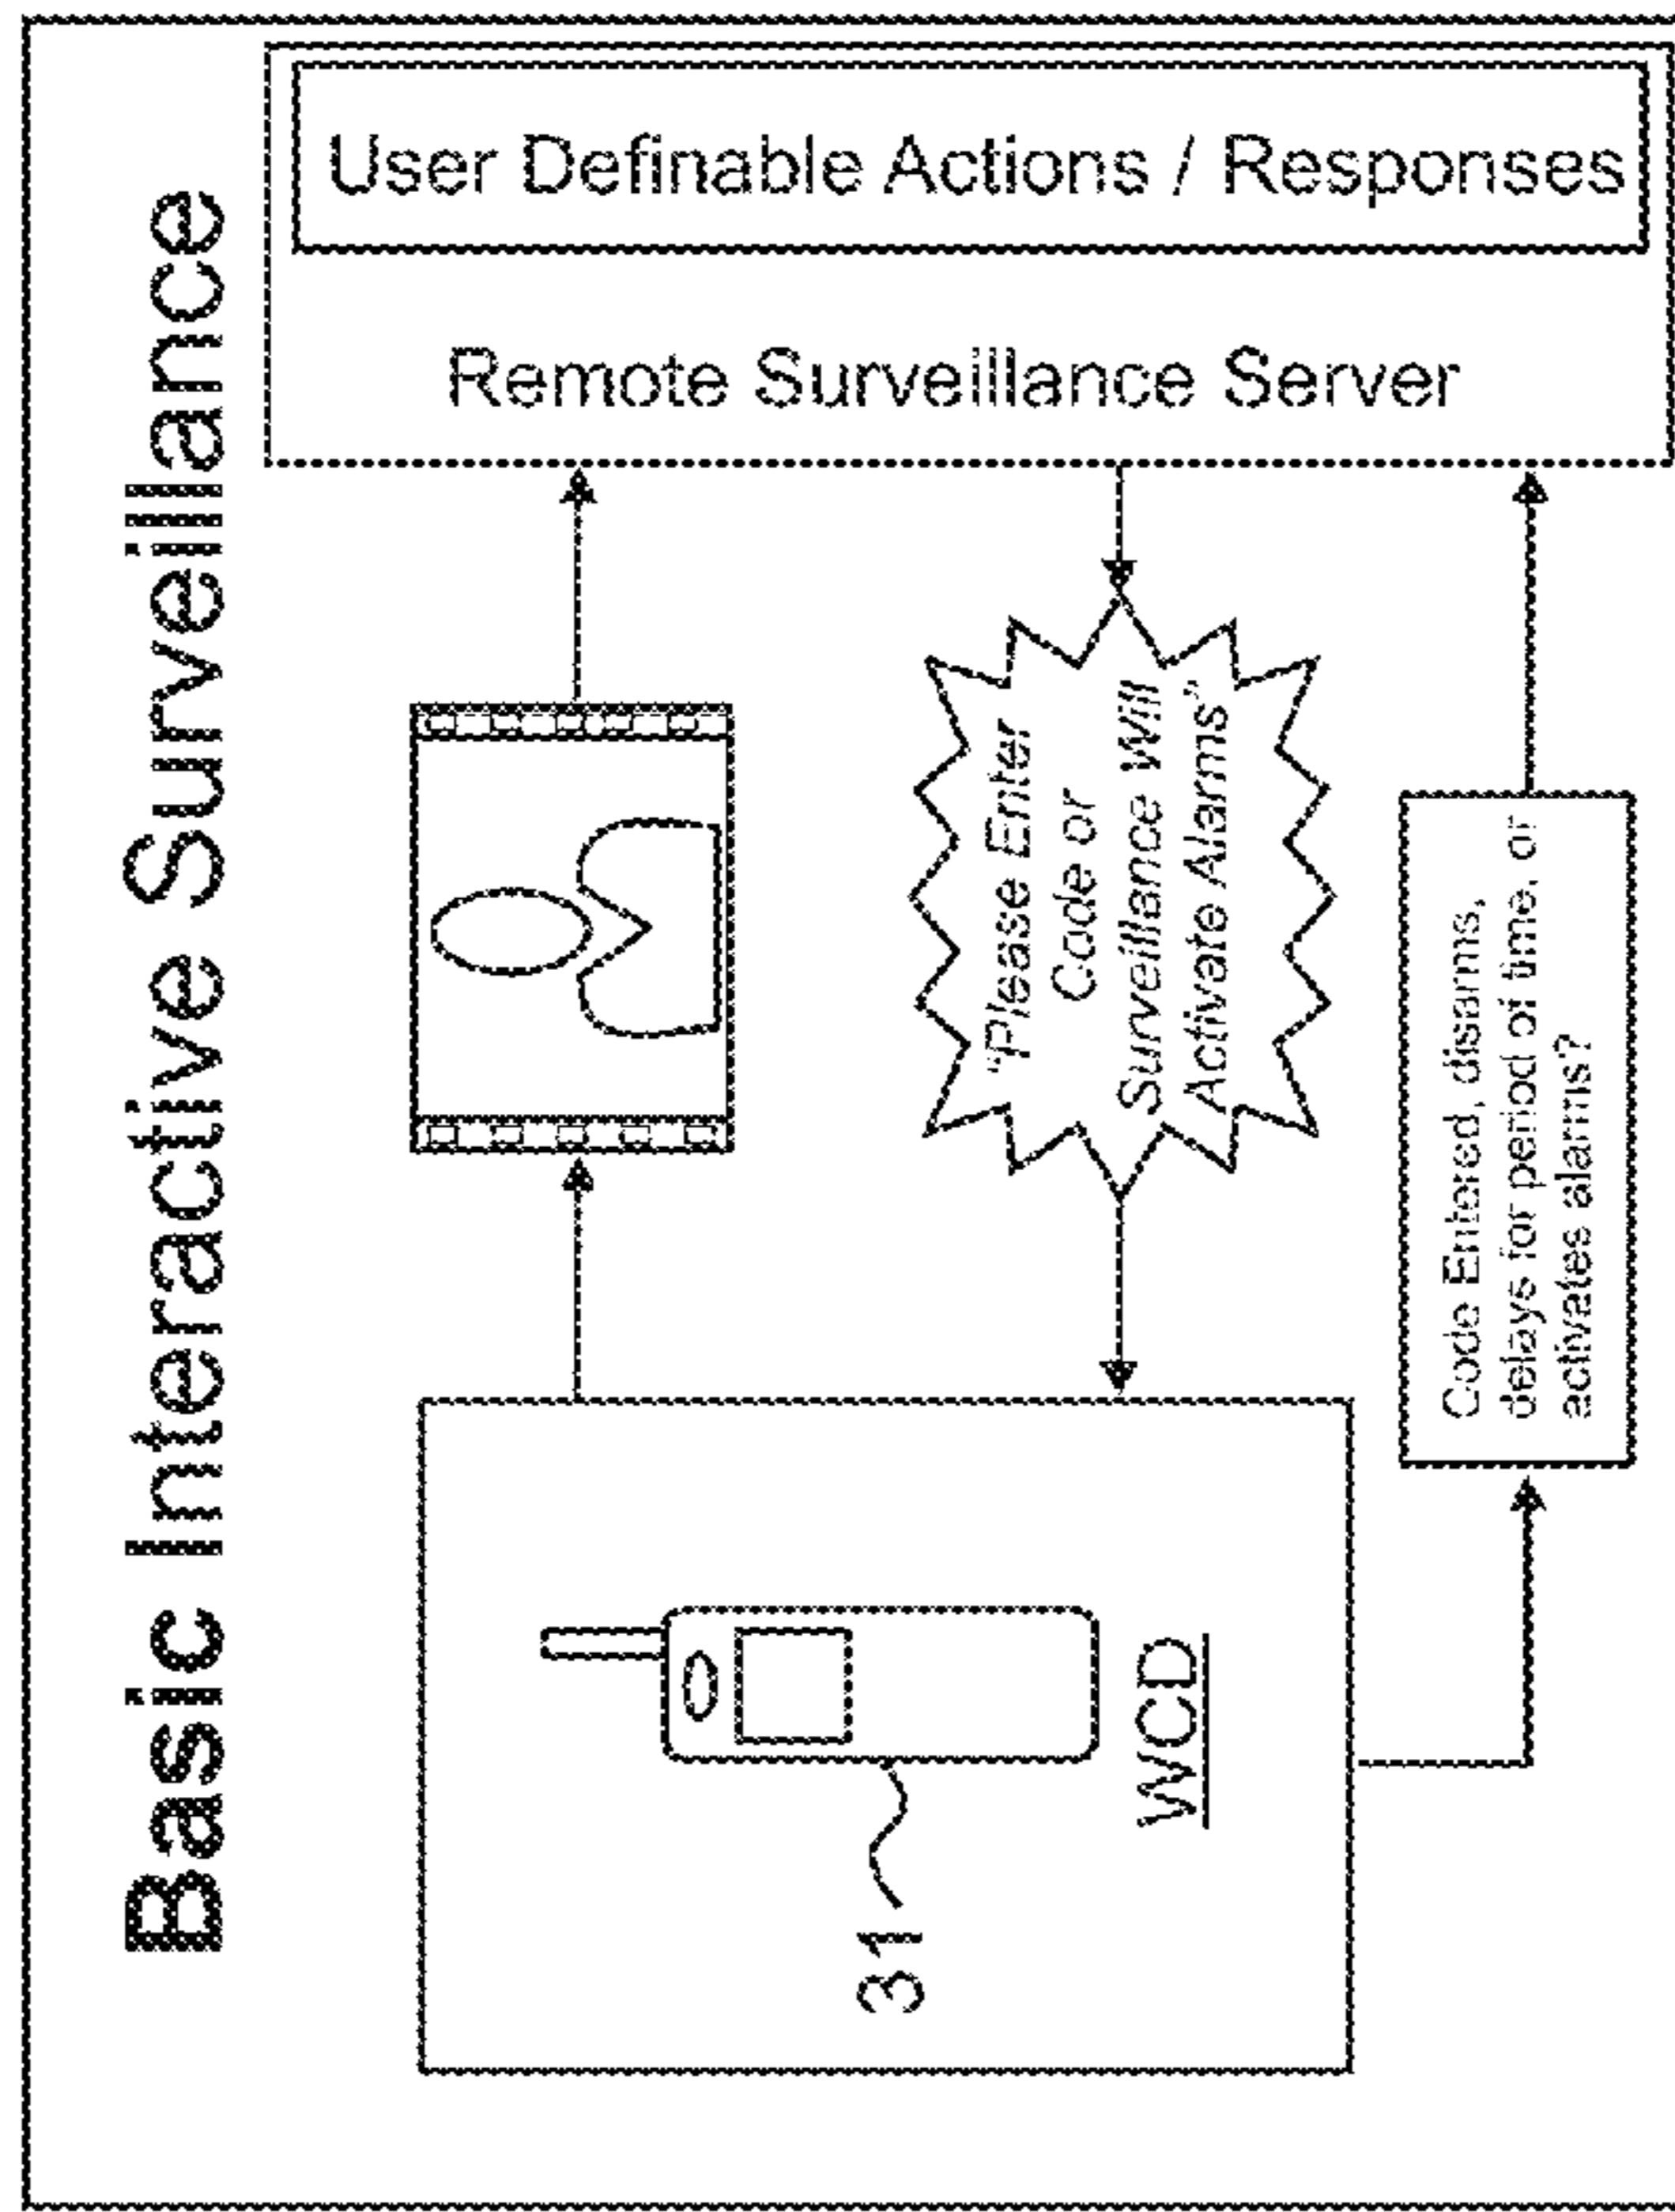 Basic Interactive Surveillance
31
WCD
"Please Enter
Code or
Surveillance Will
Activate Alarms"
Code Entered, disarms,
delays for period of time, or
activates alarms?
Remote Surveillance Server
User Definable Actions / Responses